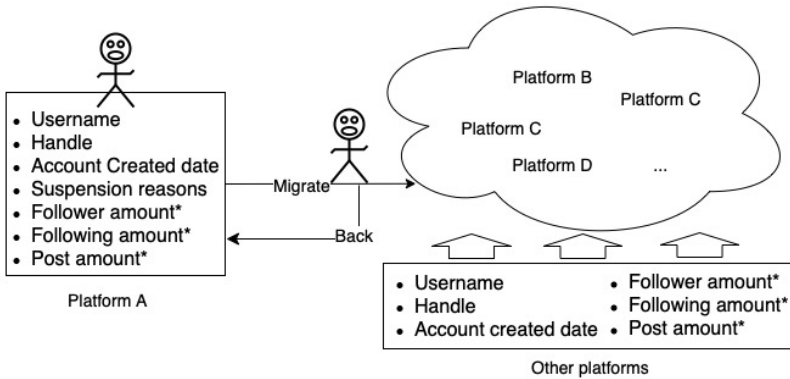 Username
Handle
Account Created date
Suspension reasons
Follower amount*
Following amount*
Post amount*
Platform A
Migrate
Back
Platform B
Platform C
Platform C
Platform D
...
Username
Handle
Account created date
Follower amount*
Following amount*
Post amount*
Other platforms